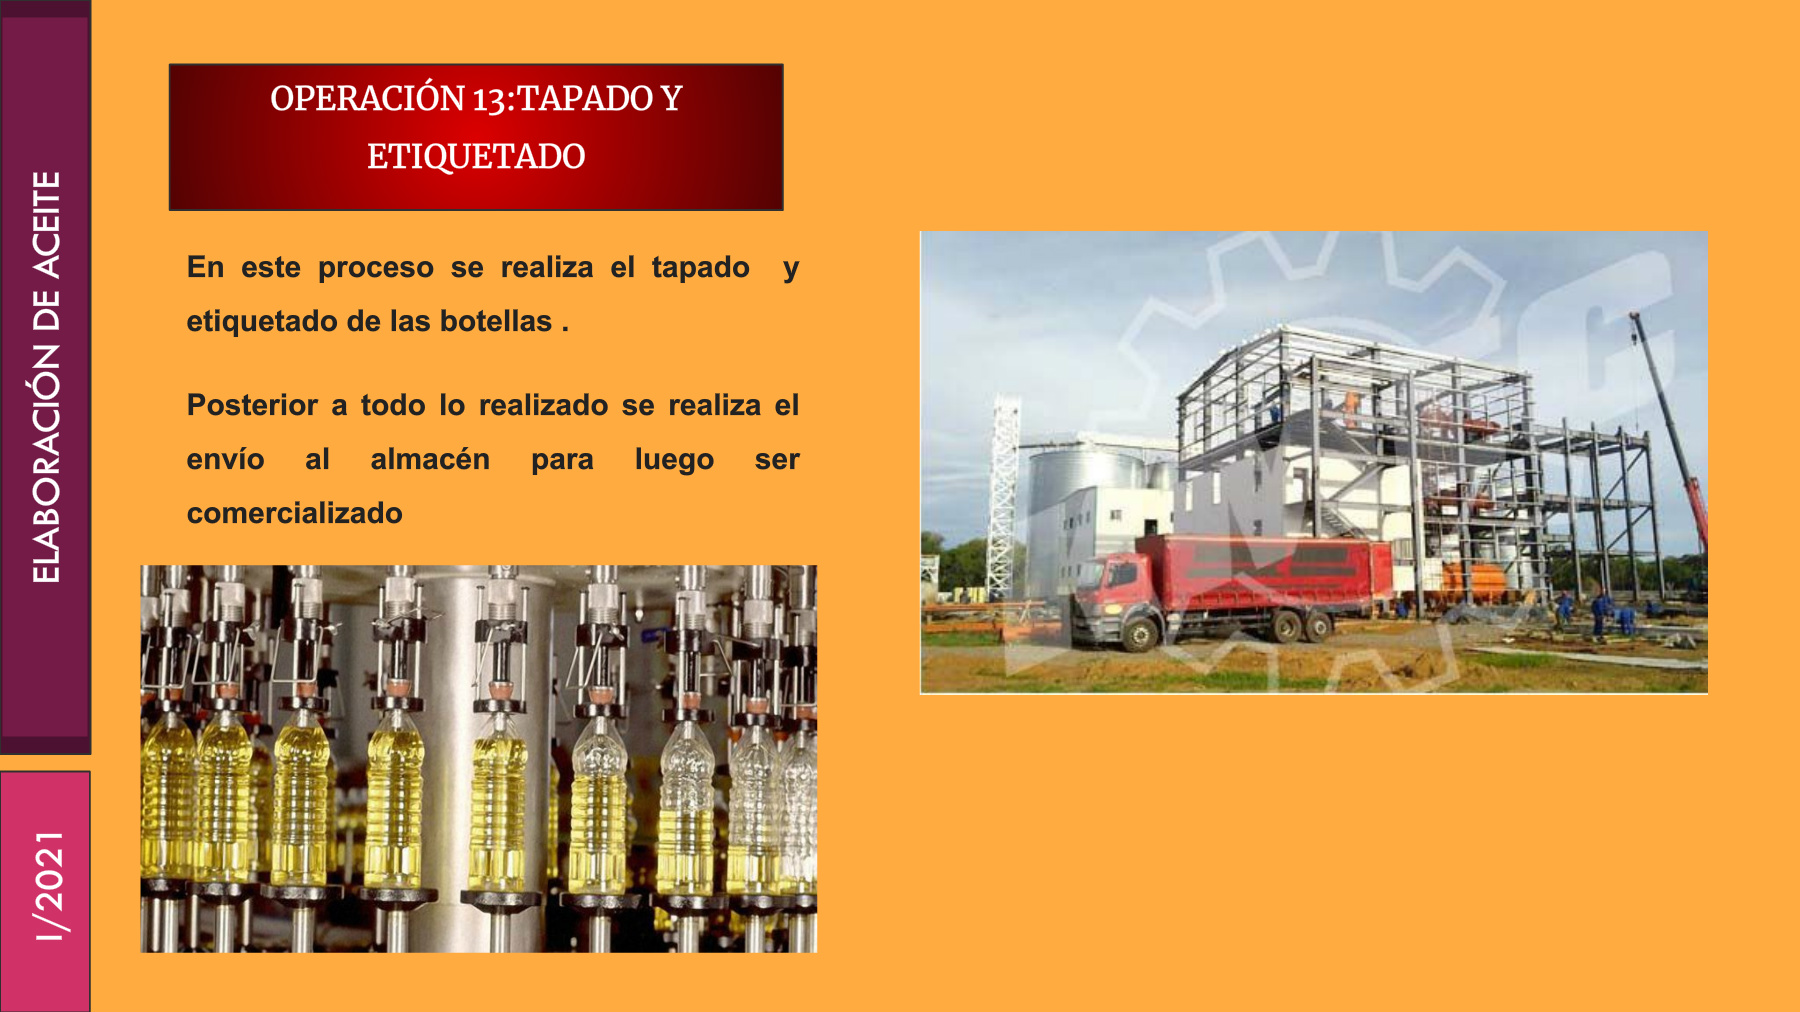 ELABORACIÓN DE ACEITE
I/2021
OPERACIÓN 13:TAPADO Y
ETIQUETADO
En este proceso se realiza el tapado y
etiquetado de las botellas .
Posterior a todo lo realizado se realiza el
envío al almacén para luego ser
comercializado